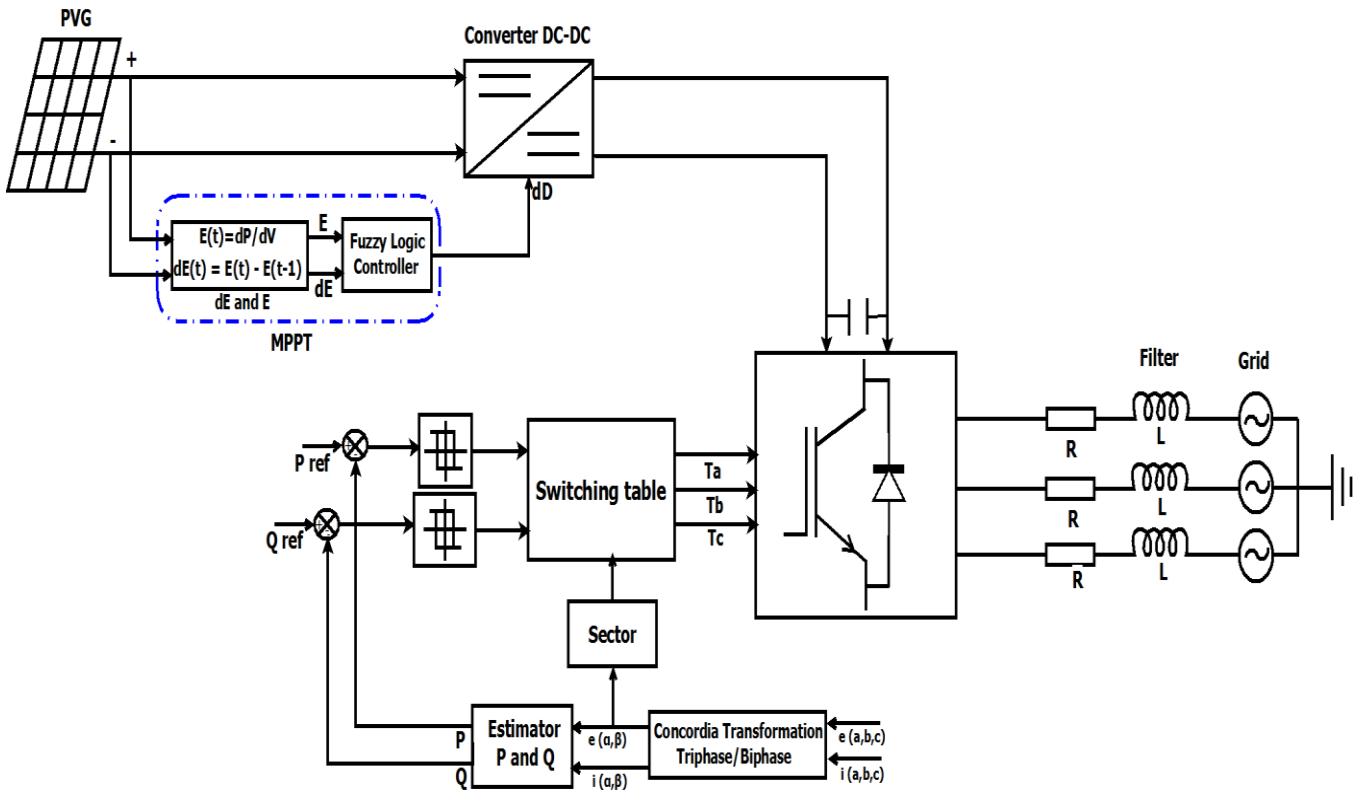 PVG
+
-
Converter DC-DC
dD
E(t)=dP/dV
dE(t) = E(t) - E(t-1)
dE and E
E
dE
Fuzzy Logic
Controller
MPPT
Filter
Grid
R
L
R
L
R
L
P ref
+
-
Q ref
+
-
Switching table
Ta
Tb
Tc
Sector
P
Q
Estimator
P and Q
e (α,β)
i (α,β)
Concordia Transformation
Triphase/Biphase
e (a,b,c)
i (a,b,c)